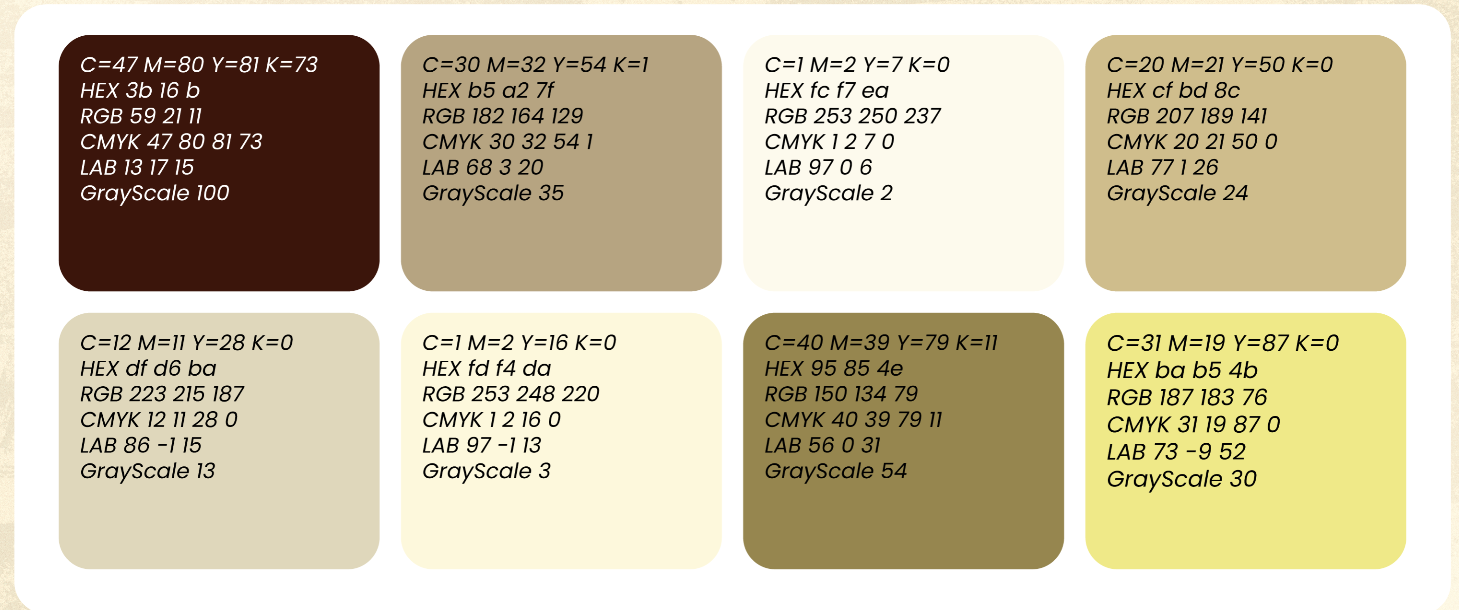 C=47 M=80 Y=81 K=73
HEX 3b 16 b
RGB 59 21 11
CMYK 47 80 81 73
LAB 13 17 15
GrayScale 100
C=30 M=32 Y=54 K=1
HEX b5 a2 7f
RGB 182 164 129
CMYK 30 32 54 1
LAB 68 3 20
GrayScale 35
C=1 M=2 Y=7 K=0
HEX fc f7 ea
RGB 253 250 237
CMYK 1 2 7 0
LAB 97 0 6
GrayScale 2
C=20 M=21 Y=50 K=0
HEX cf bd 8c
RGB 207 189 141
CMYK 20 21 50 0
LAB 77 1 26
GrayScale 24
C=12 M=11 Y=28 K=0
HEX df d6 ba
RGB 223 215 187
CMYK 12 11 28 0
LAB 86 -1 15
GrayScale 13
C=1 M=2 Y=16 K=0
HEX fd f4 da
RGB 253 248 220
CMYK 1 2 16 0
LAB 97 -1 13
GrayScale 3
C=40 M=39 Y=79 K=11
HEX 95 85 4e
RGB 150 134 79
CMYK 40 39 79 11
LAB 56 0 31
GrayScale 54
C=31 M=19 Y=87 K=0
HEX ba b5 4b
RGB 187 183 76
CMYK 31 19 87 0
LAB 73 -9 52
GrayScale 30